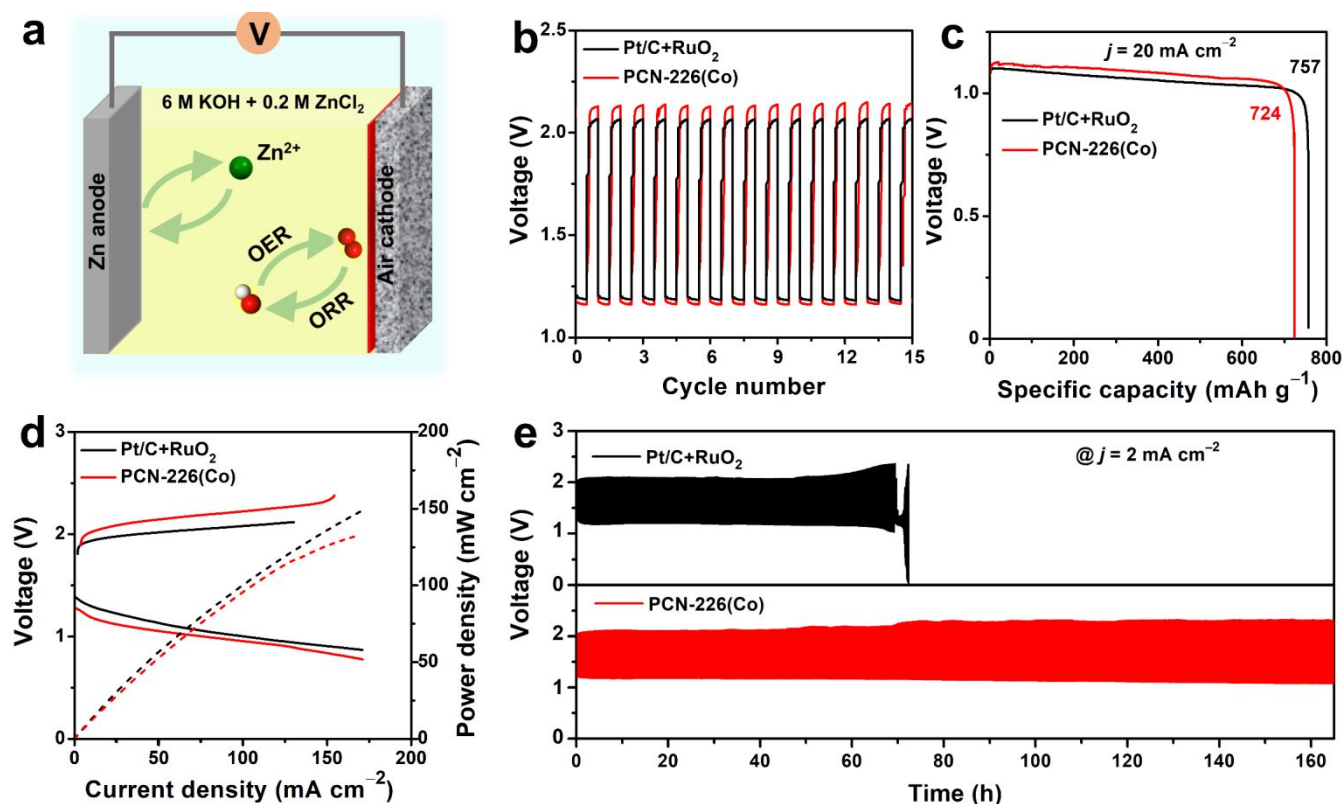 a
V
6 M KOH + 0.2 M ZnCl₂
Zn anode
Zn²⁺
OER
ORR
Air cathode
b
Pt/C+RuO₂
PCN-226(Co)
Voltage (V)
2.5
2.0
1.5
1.0
0 3 6 9 12 15
Cycle number
c
j = 20 mA cm⁻²
757
724
Pt/C+RuO₂
PCN-226(Co)
Voltage (V)
1.0
0.5
0
0 200 400 600 800
Specific capacity (mAh g⁻¹)
d
Pt/C+RuO₂
PCN-226(Co)
Voltage (V)
3
2
1
0
Power density (mW cm⁻²)
200
150
100
50
0
0 50 100 150 200
Current density (mA cm⁻²)
e
Pt/C+RuO₂
@ j = 2 mA cm⁻²
Voltage (V)
3
2
1
0
PCN-226(Co)
2
1
0
0 20 40 60 80 100 120 140 160
Time (h)